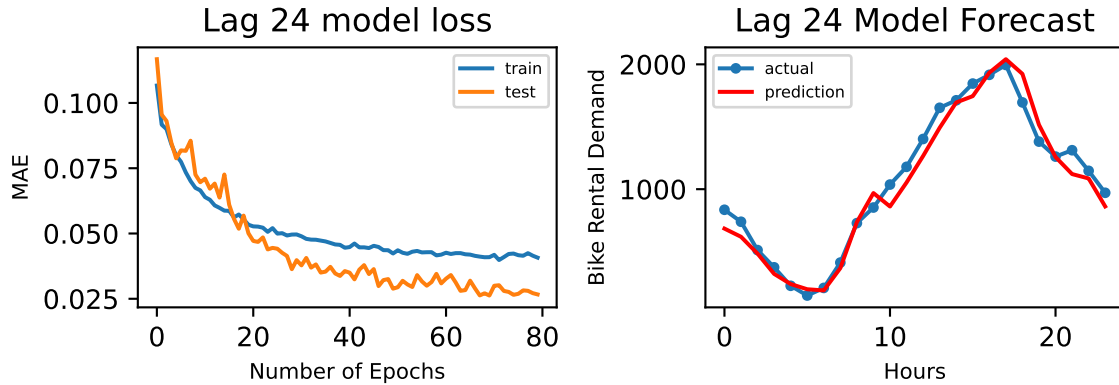 Lag 24 model loss
MAE
0.100
0.075
0.050
0.025
train
test
0
20
40
60
80
Number of Epochs
Lag 24 Model Forecast
Bike Rental Demand
2000
1000
actual
prediction
0
10
20
Hours